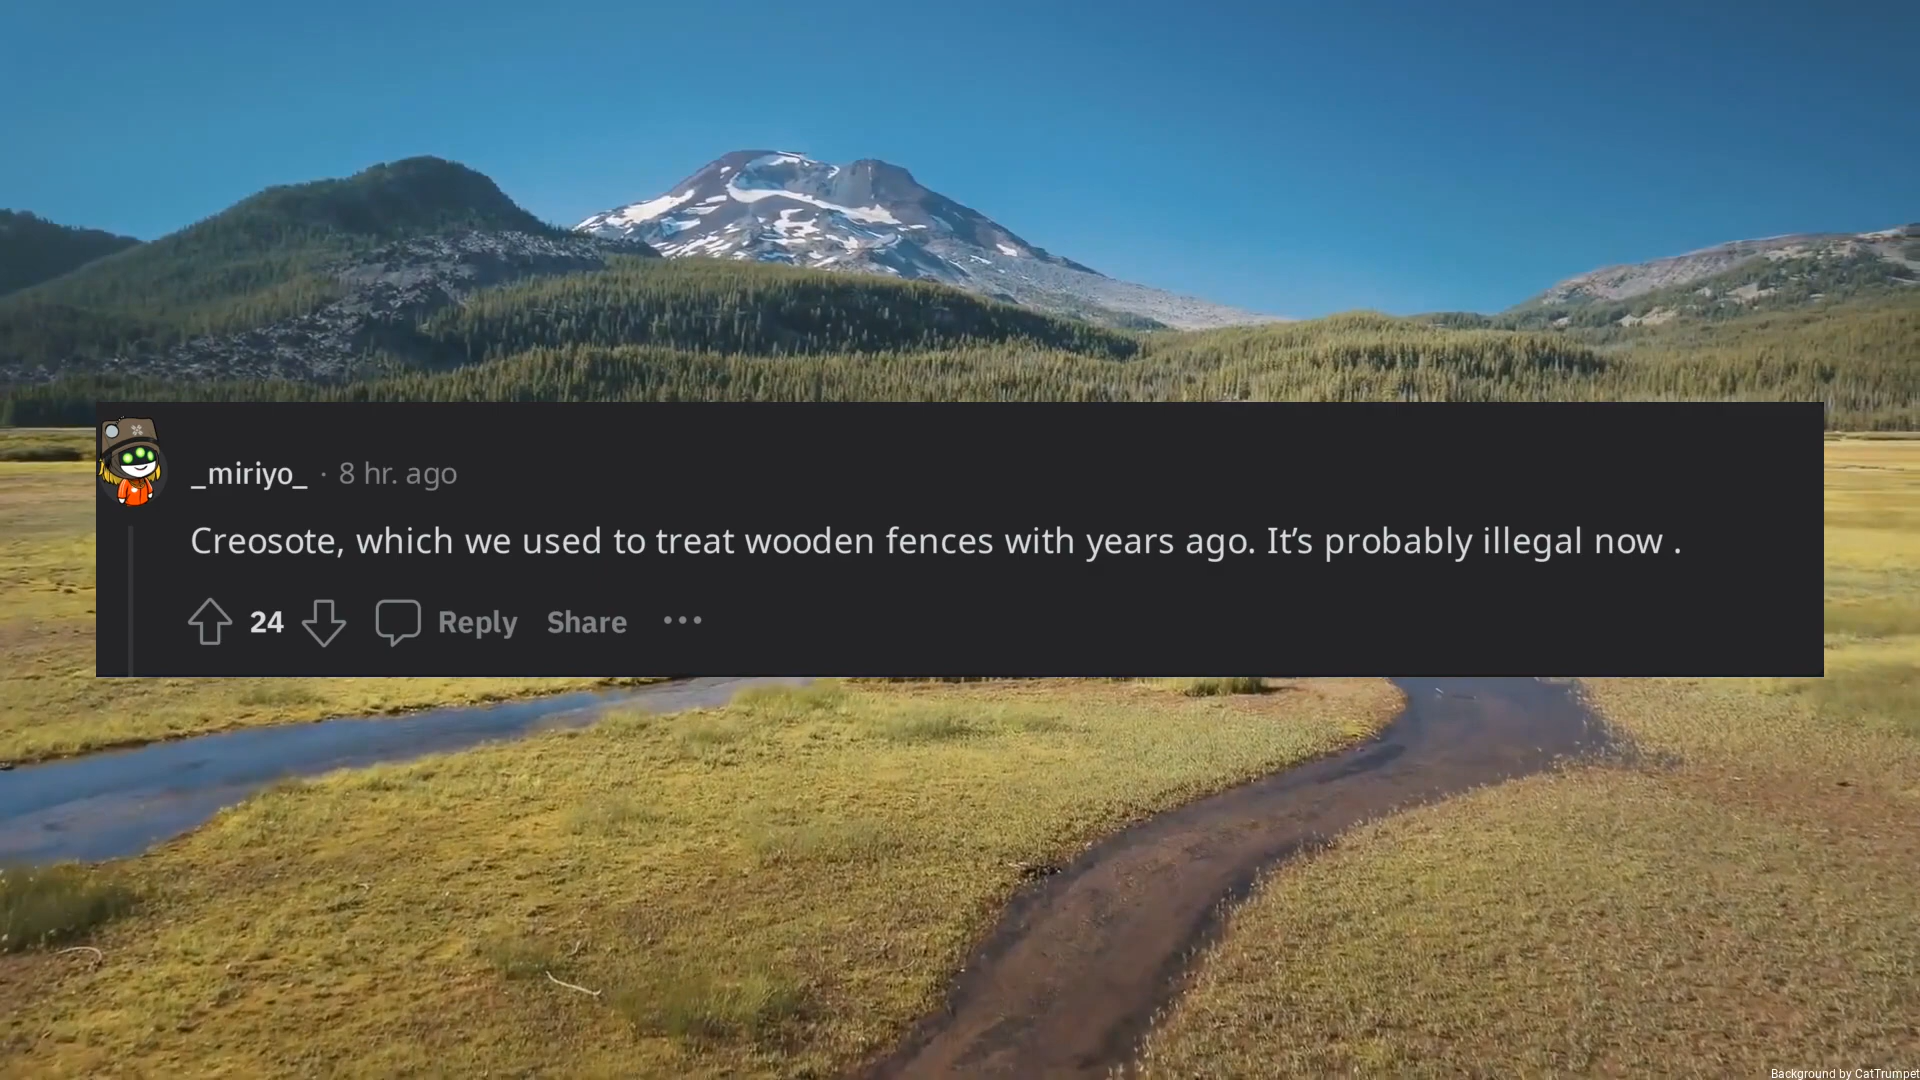 _miriyo_ · 8 hr. ago
Creosote, which we used to treat wooden fences with years ago. It’s probably illegal now .
24 Reply Share ···
Background by CatTrumpet